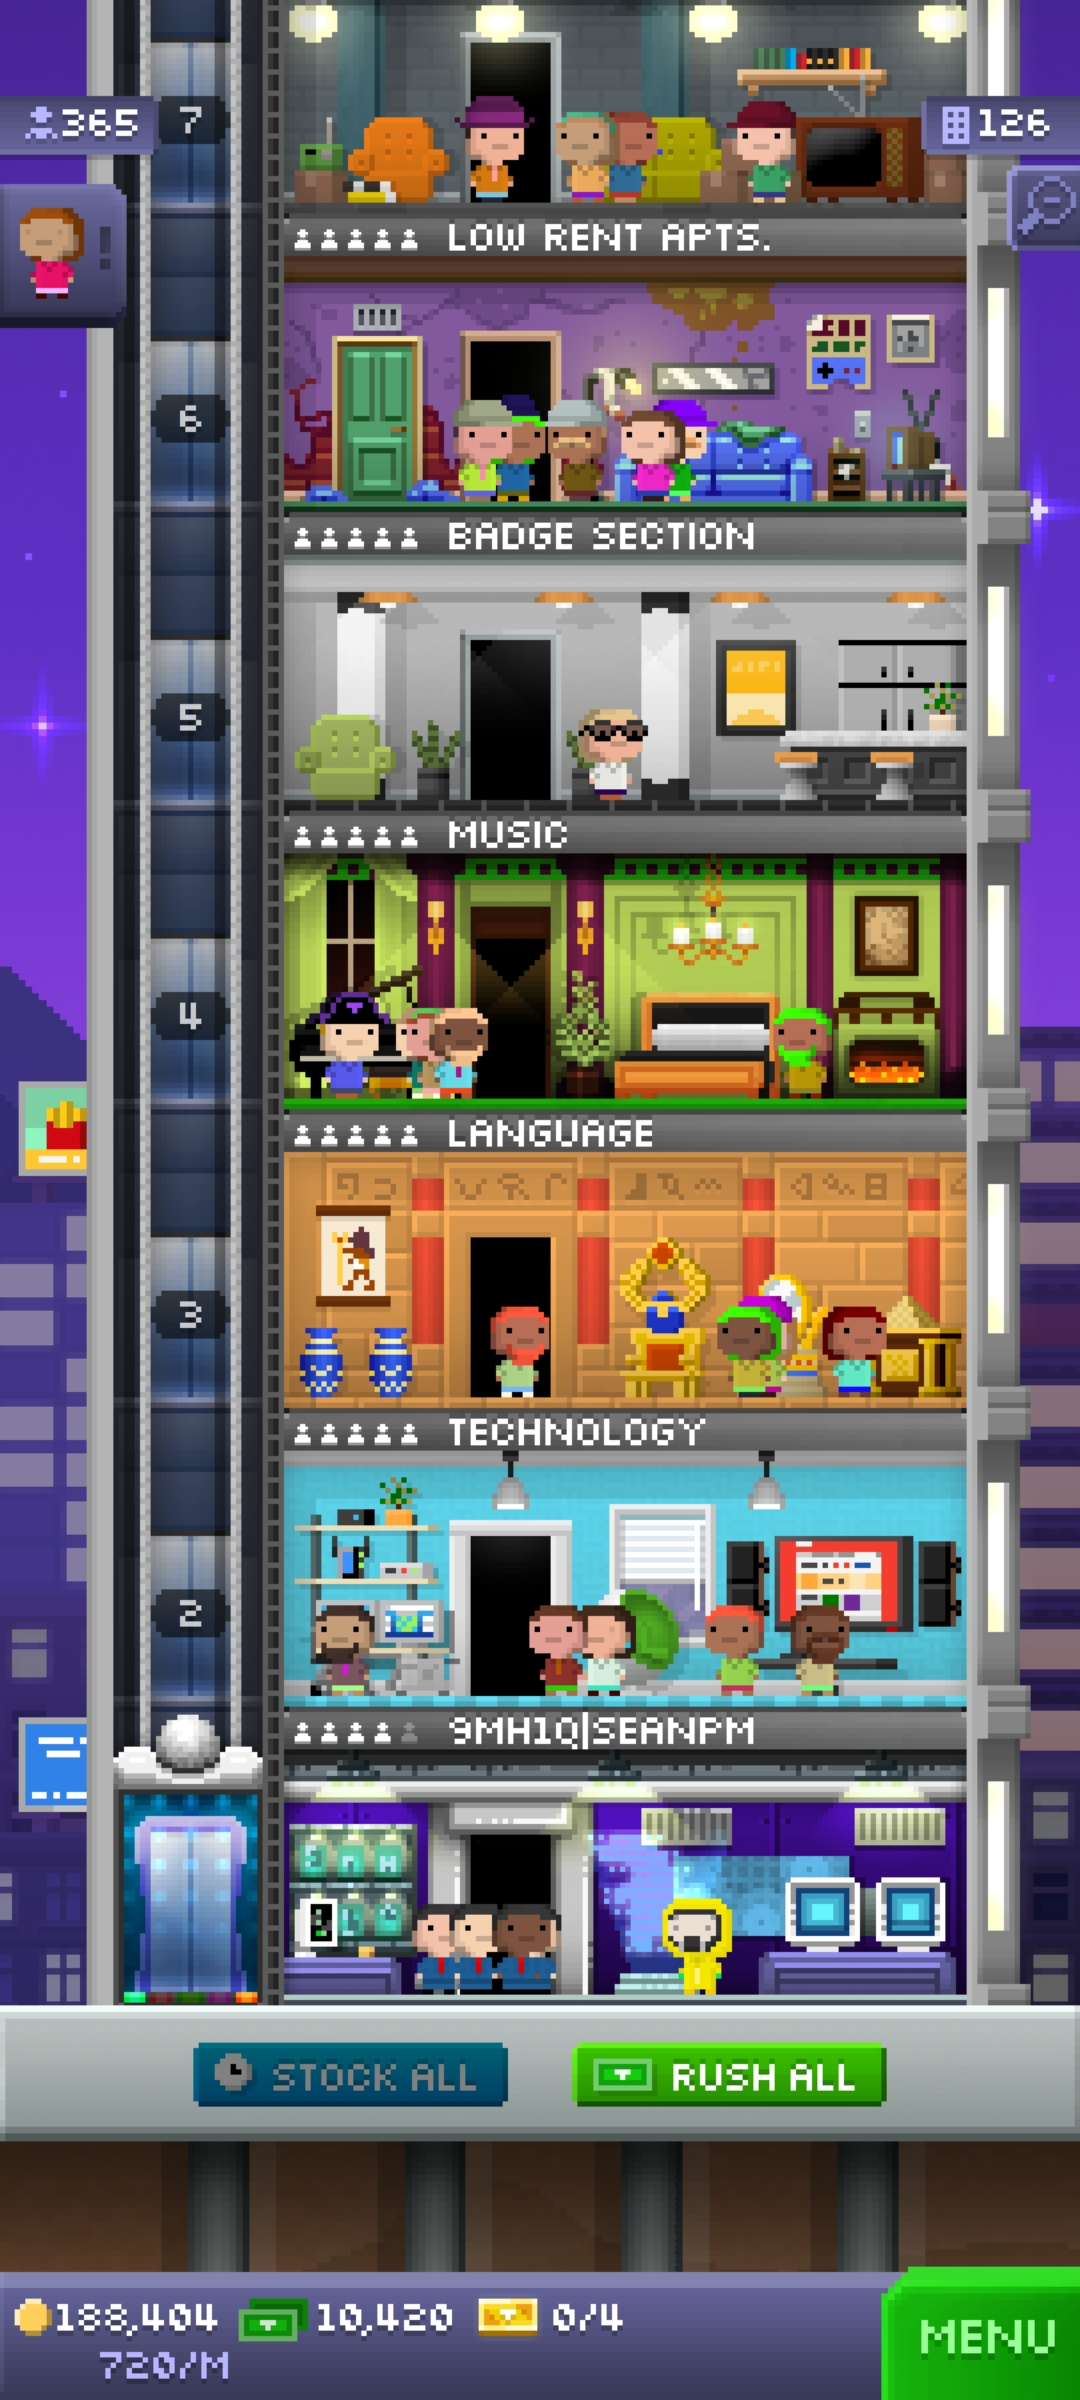 365
7
126
LOW RENT APTS.
6
BADGE SECTION
5
MUSIC
4
LANGUAGE
3
TECHNOLOGY
2
9MH1Q|SEANPM
STOCK ALL
RUSH ALL
188,404
10,420
0/4
720/M
MENU